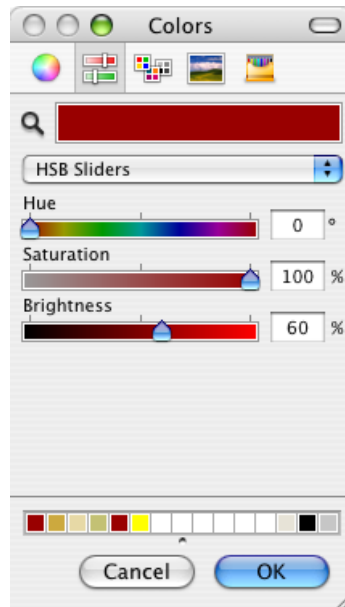 Colors
HSB Sliders
Hue
0 °
Saturation
100 %
Brightness
60 %
Cancel OK